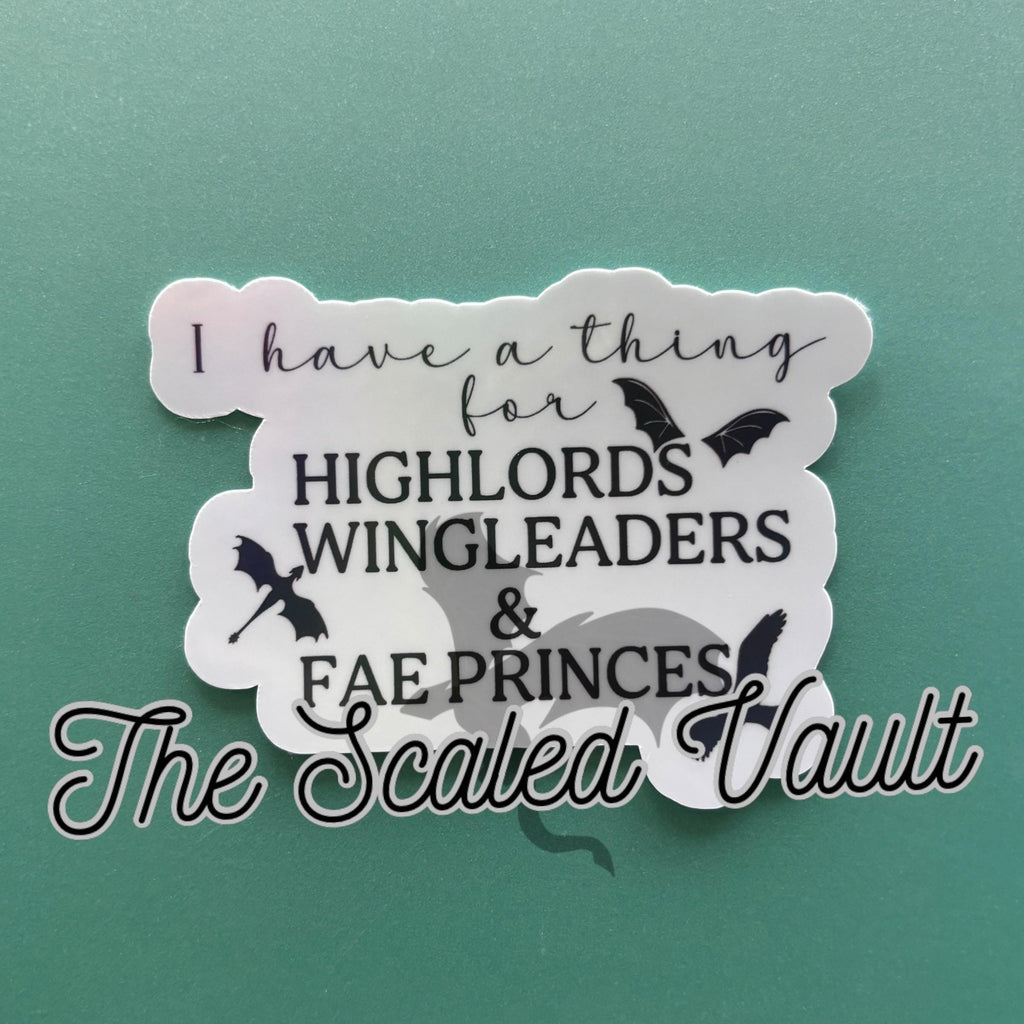 I have a thing
for
HIGHLORDS
WINGLEADERS
&
FAE PRINCES
The Scaled Vault